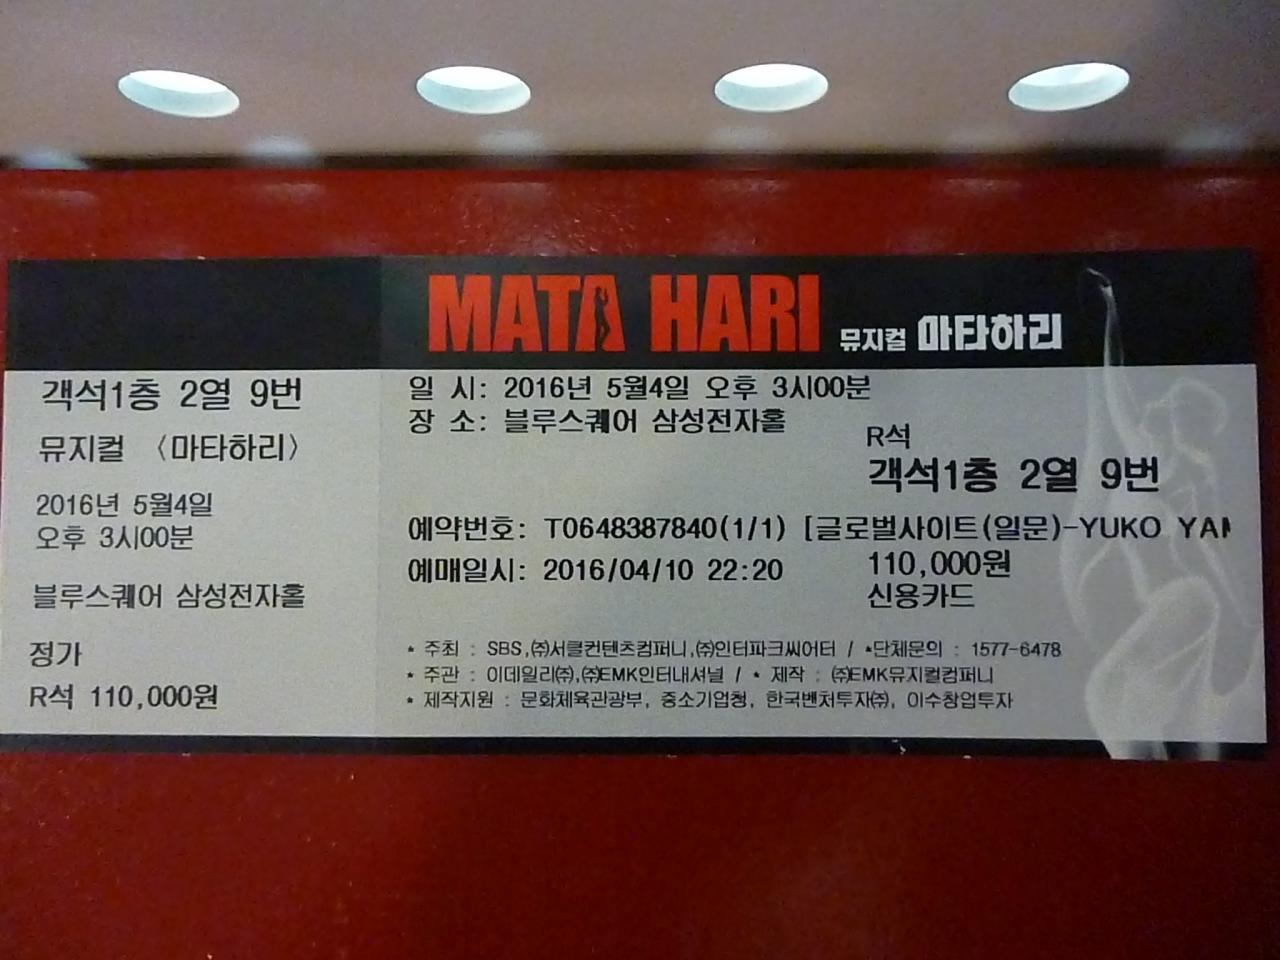 MATA HARI 뮤지컬 마타하리
객석1층 2열 9번
뮤지컬 〈마타하리〉
2016년 5월4일
오후 3시00분
블루스퀘어 삼성전자홀
정가
R석 110,000원
일 시: 2016년 5월4일 오후 3시00분
장 소: 블루스퀘어 삼성전자홀
R석
객석1층 2열 9번
예약번호: T0648387840(1/1) [글로벌사이트(일문)-YUKO
예매일시: 2016/04/10 22:20
110,000원
신용카드
* 주최 : SBS,㈜서클컨텐츠컴퍼니,㈜인터파크씨어터 / *단체문의 : 1577-6478
* 주관 : 이데일리㈜,㈜EMK인터내셔널 / * 제작 : ㈜EMK뮤지컬컴퍼니
* 제작지원 : 문화체육관광부, 중소기업청, 한국벤처투자㈜, 이수창업투자